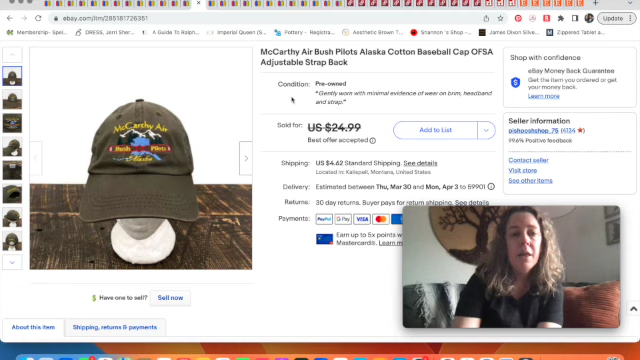 Update
ebay.com/itm/285181726351
Membership - Spei...
DRESS, Jerri Sher...
A Guide To Ralph...
Imperial Queen (S...
Pottery - Registra...
Aesthetic Brown T...
Shannon's Shop -...
James Dixon Silve...
Zippered Tablet a...
McCarthy Air Bush Pilots Alaska Cotton Baseball Cap OFSA
Adjustable Strap Back
Condition:
Pre-owned
"Gently worn with minimal evidence of wear on brim, headband
and strap."
Sold for:
US $24.99
Best offer accepted
Add to List
Shipping:
US $4.62 Standard Shipping. See details
Located in: Kalispell, Montana, United States
Delivery:
Estimated between Thu, Mar 30 and Mon, Apr 3 to 59901
Returns:
30 day returns. Buyer pays for return shipping. See details
Payments:
PayPal
G Pay
VISA
Earn up to 5x points w
Mastercard®. Learn m
Shop with confidence
eBay Money Back Guarantee
Get the item you ordered or get
your money back.
Learn more
Seller information
pishposhshop_75 (4134)
99.6% Positive feedback
Contact seller
Visit store
See other items
McCarthy Air
Bush Pilots
Alaska
Have one to sell?
Sell now
About this item
Shipping, returns & payments